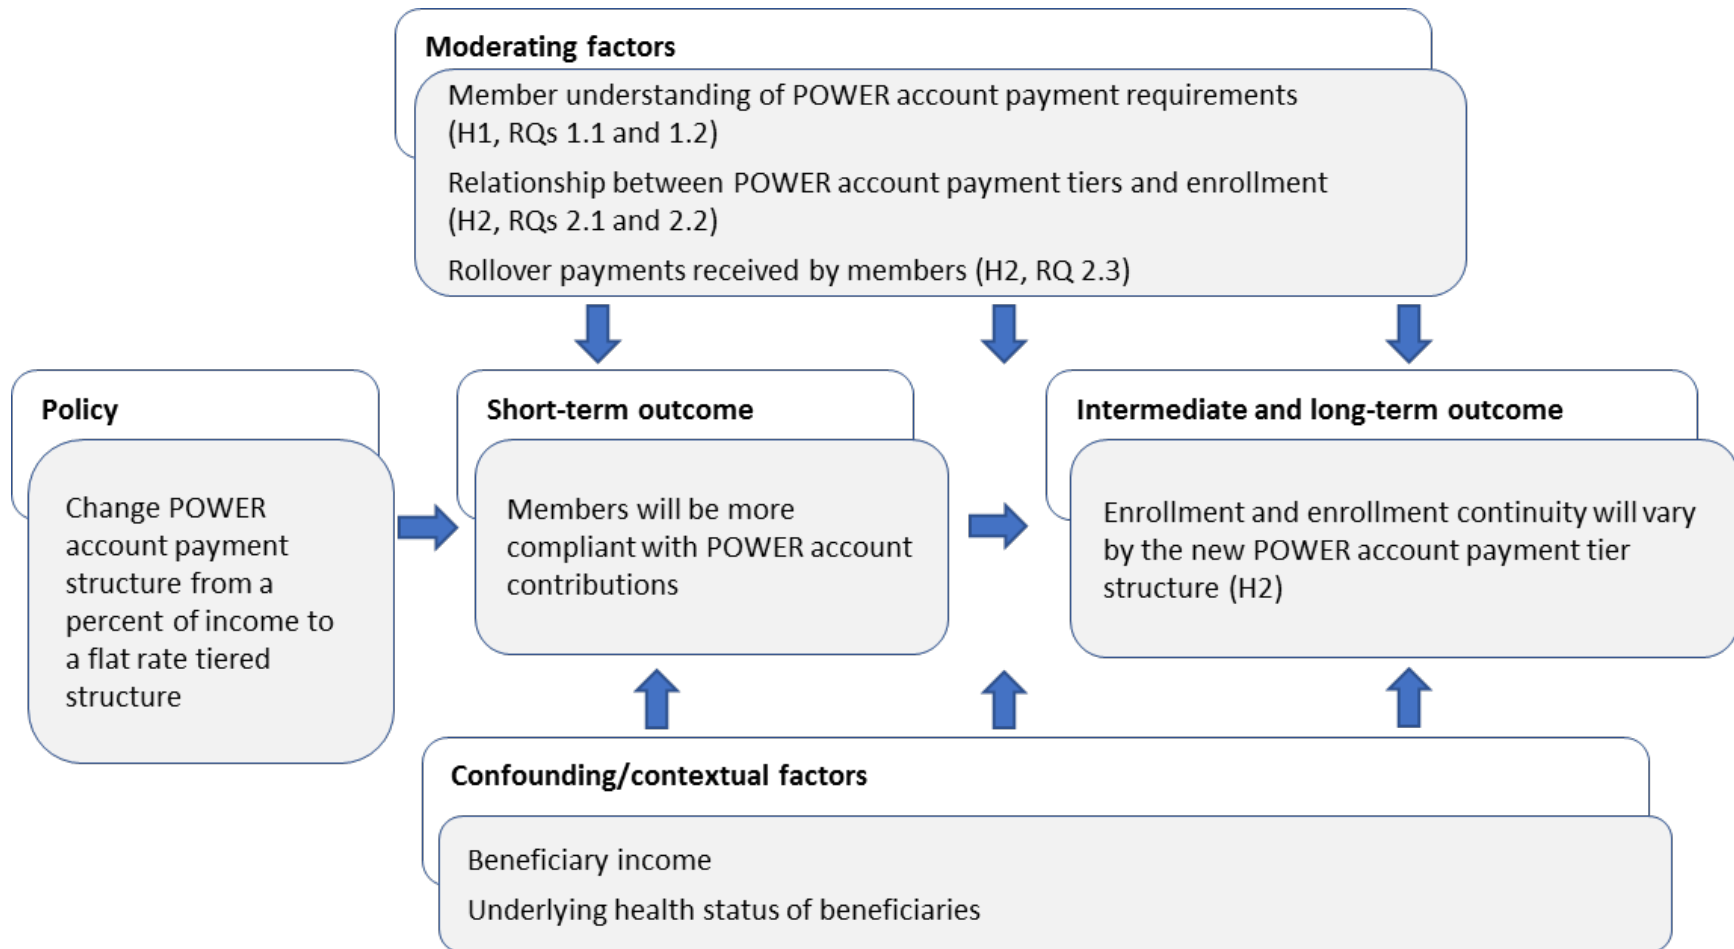 Moderating factors
Member understanding of POWER account payment requirements
(H1, RQs 1.1 and 1.2)
Relationship between POWER account payment tiers and enrollment
(H2, RQs 2.1 and 2.2)
Rollover payments received by members (H2, RQ 2.3)
Policy
Change POWER
account payment
structure from a
percent of income to
a flat rate tiered
structure
Short-term outcome
Members will be more
compliant with POWER account
contributions
Intermediate and long-term outcome
Enrollment and enrollment continuity will vary
by the new POWER account payment tier
structure (H2)
Confounding/contextual factors
Beneficiary income
Underlying health status of beneficiaries